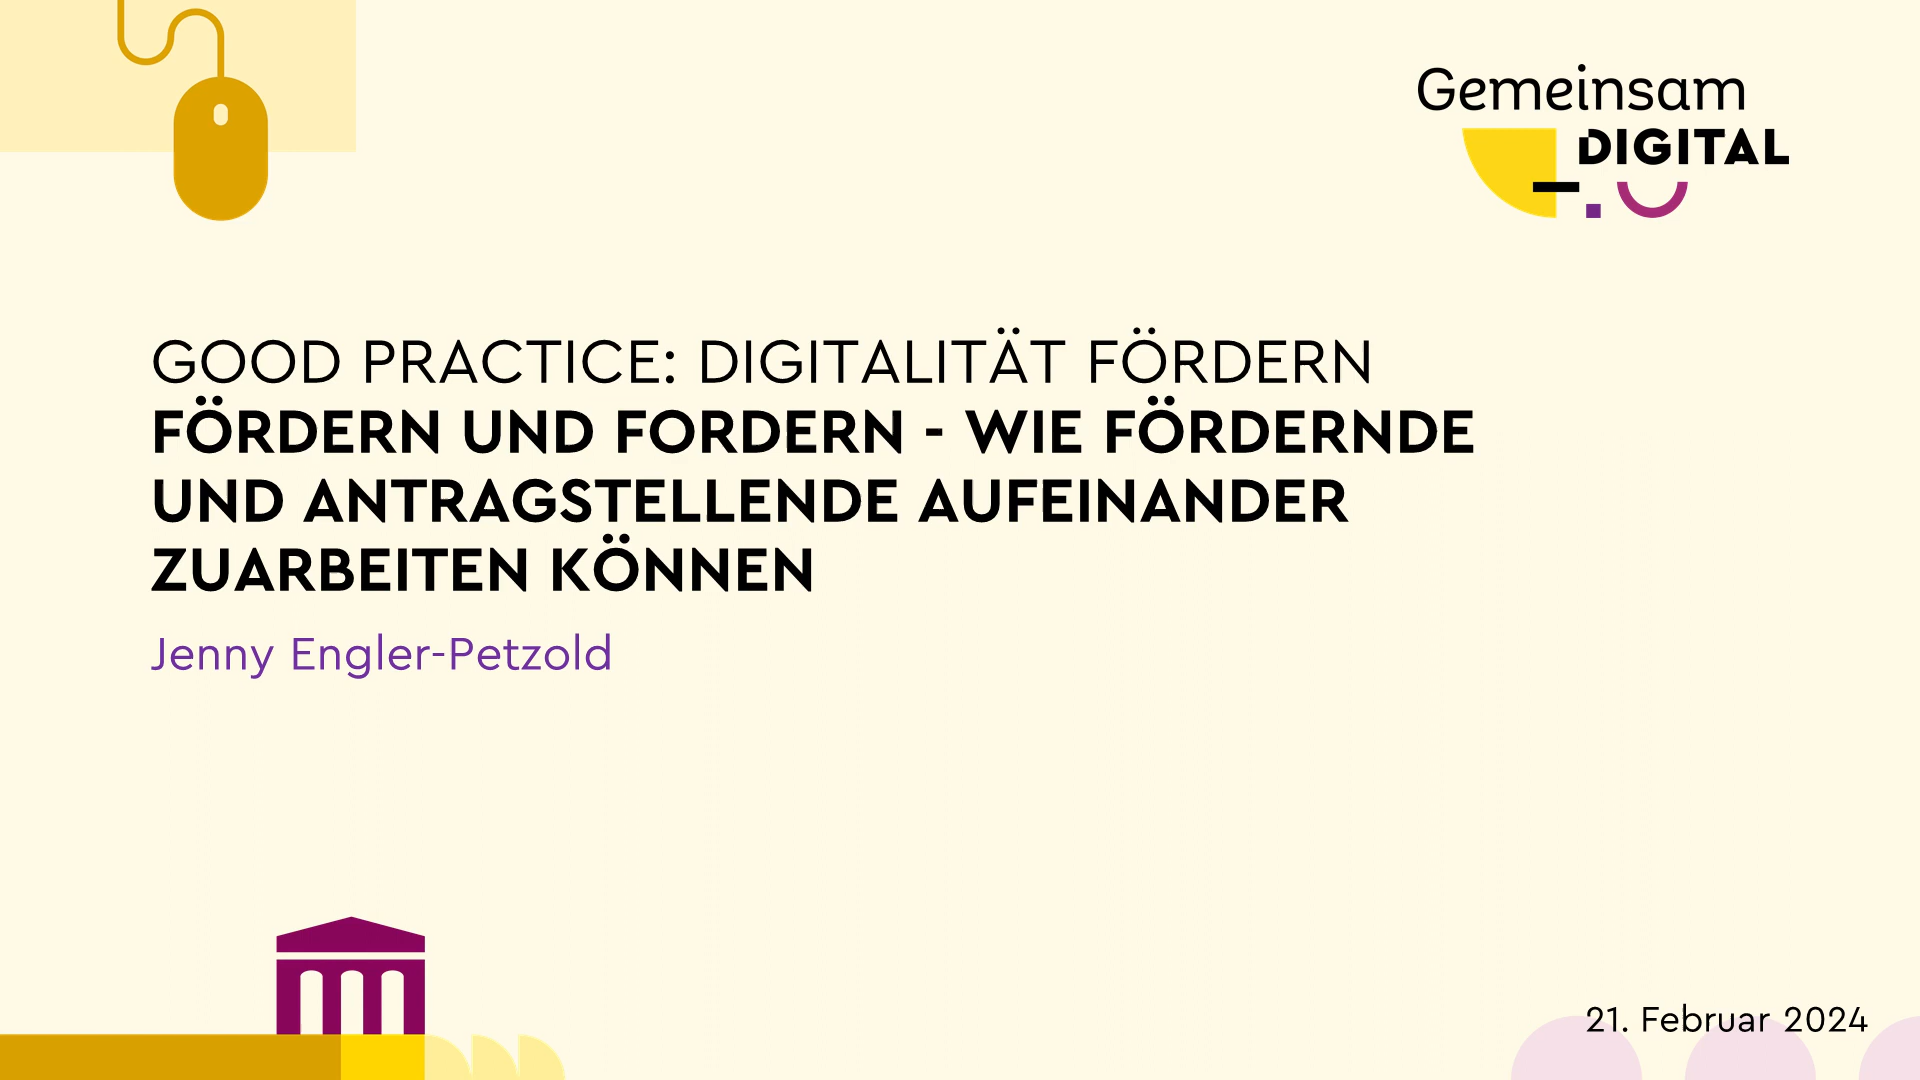 Gemeinsam
DIGITAL
GOOD PRACTICE: DIGITALITÄT FÖRDERN
FÖRDERN UND FORDERN - WIE FÖRDERNDE
UND ANTRAGSTELLENDE AUFEINANDER
ZUARBEITEN KÖNNEN
Jenny Engler-Petzold
21. Februar 2024